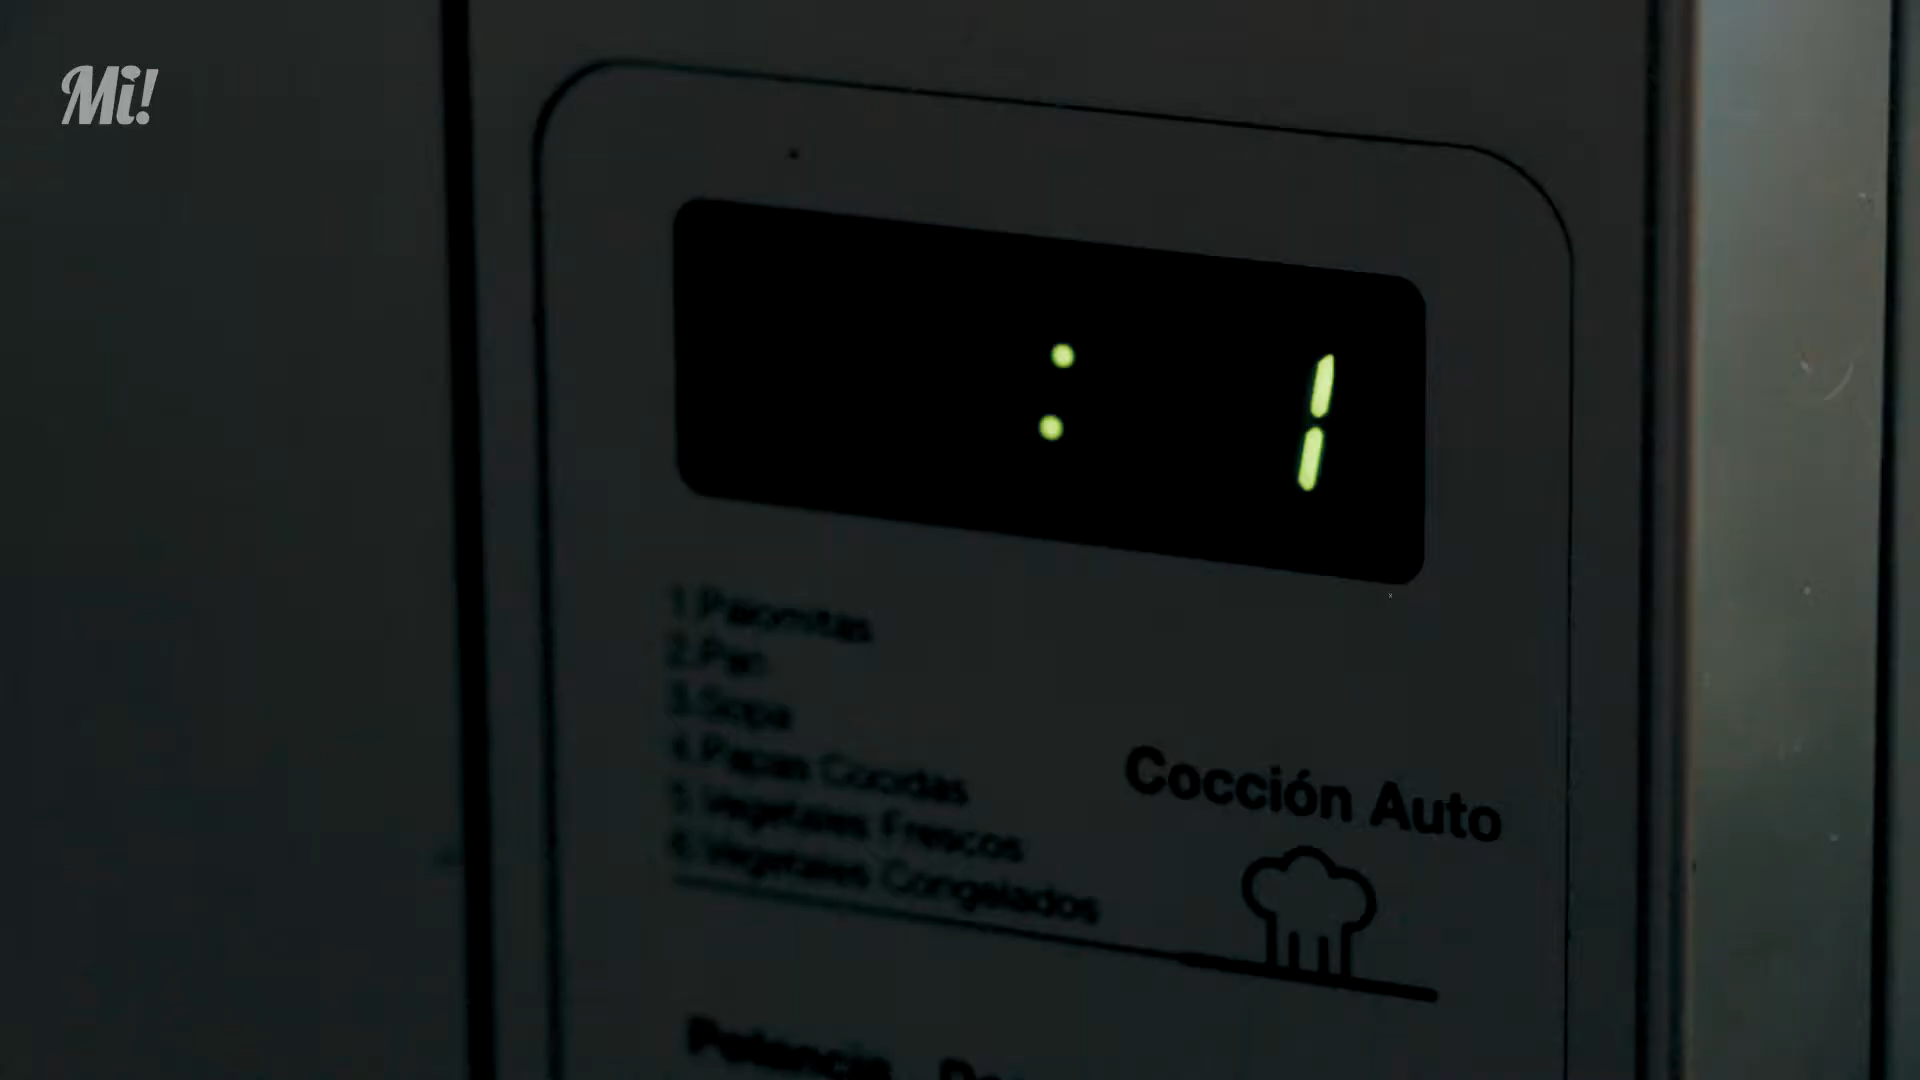 Mi!
: 1
1.Palomitas
2.Pan
3.Sopa
4.Papas Cocidas
5.Vegetales Frescos
6.Vegetales Congelados
Cocción Auto
Potencia